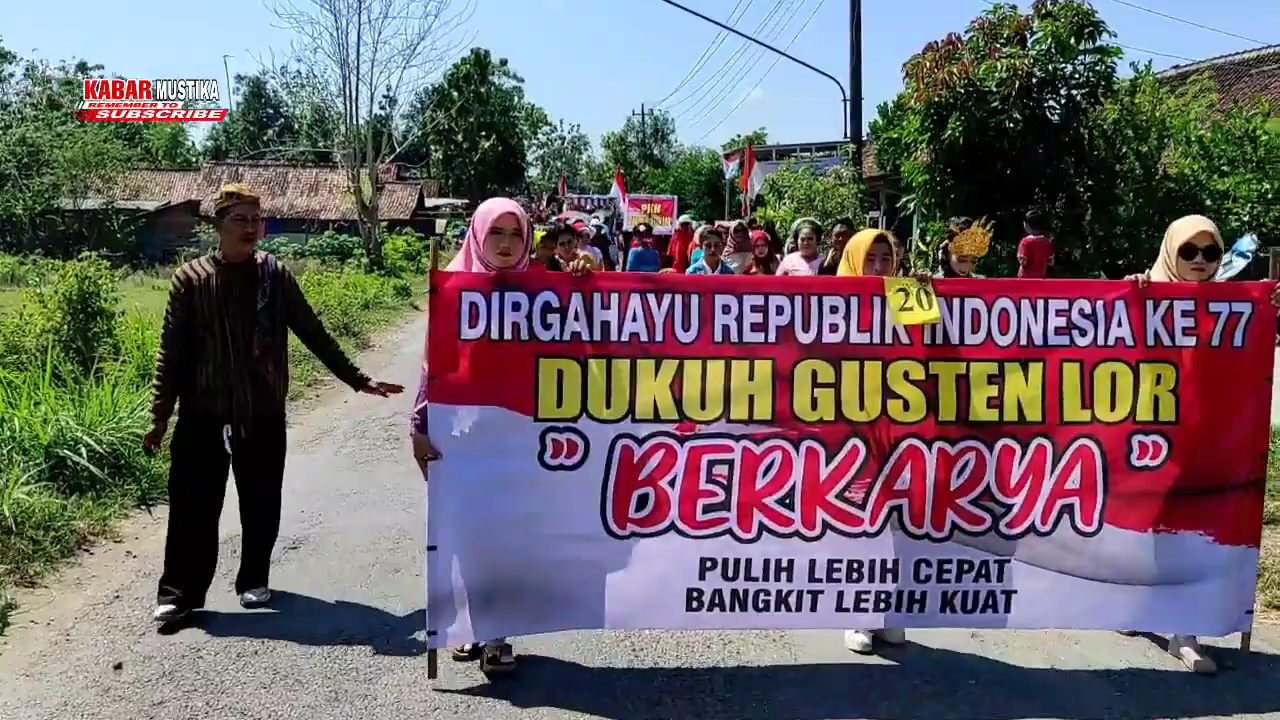 KABAR MUSTIKA
REMEMBER TO
SUBSCRIBE
PKH
20
DIRGAHAYU REPUBLIK INDONESIA KE 77
DUKUH GUSTEN LOR
" BERKARYA "
PULIH LEBIH CEPAT
BANGKIT LEBIH KUAT